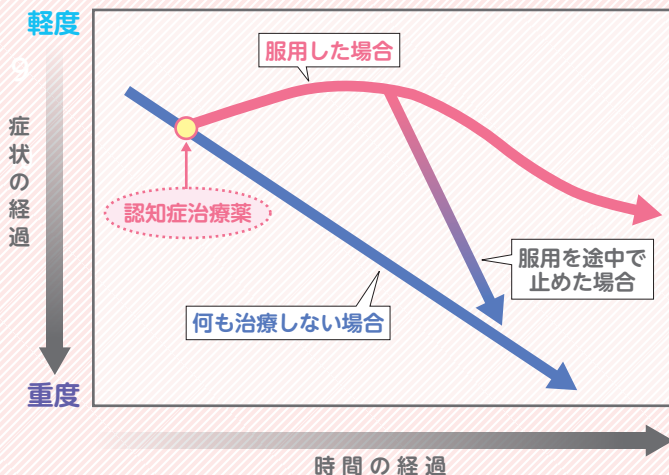 軽度
9
症状の経過
重度
服用した場合
認知症治療薬
何も治療しない場合
服用を途中で
止めた場合
時間の経過